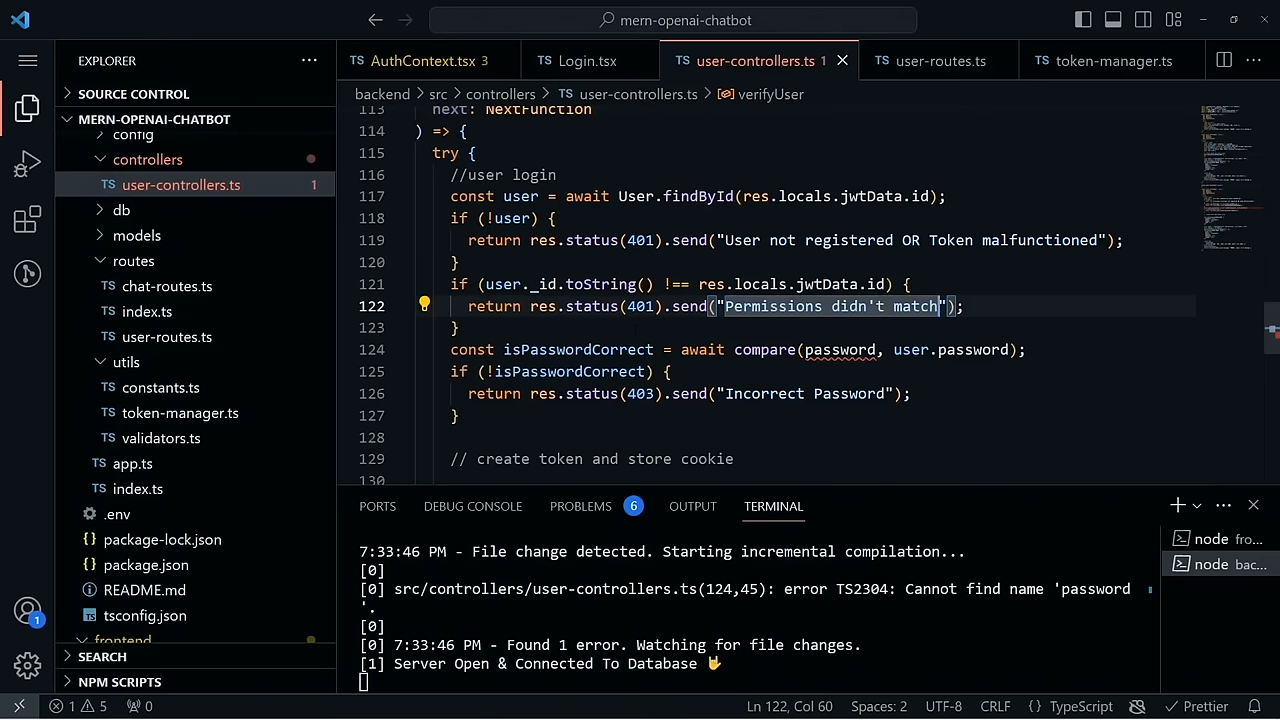 mern-openai-chatbot
EXPLORER
SOURCE CONTROL
MERN-OPENAI-CHATBOT
config
controllers
TS user-controllers.ts 1
db
models
routes
TS chat-routes.ts
TS index.ts
TS user-routes.ts
utils
TS constants.ts
TS token-manager.ts
TS validators.ts
TS app.ts
TS index.ts
.env
{} package-lock.json
{} package.json
README.md
TS tsconfig.json
frontend
SEARCH
NPM SCRIPTS
TS AuthContext.tsx 3
TS Login.tsx
TS user-controllers.ts 1
TS user-routes.ts
TS token-manager.ts
backend > src > controllers > TS user-controllers.ts > verifyUser
113 next: NextFunction
114 ) => {
115 try {
116 //user login
117 const user = await User.findById(res.locals.jwtData.id);
118 if (!user) {
119 return res.status(401).send("User not registered OR Token malfunctioned");
120 }
121 if (user._id.toString() !== res.locals.jwtData.id) {
122 return res.status(401).send("Permissions didn't match");
123 }
124 const isPasswordCorrect = await compare(password, user.password);
125 if (!isPasswordCorrect) {
126 return res.status(403).send("Incorrect Password");
127 }
128
129 // create token and store cookie
130
PORTS DEBUG CONSOLE PROBLEMS 6 OUTPUT TERMINAL
7:33:46 PM - File change detected. Starting incremental compilation...
[0]
[0] src/controllers/user-controllers.ts(124,45): error TS2304: Cannot find name 'password
'.
[0]
[0] 7:33:46 PM - Found 1 error. Watching for file changes.
[1] Server Open & Connected To Database 🤟
node fro...
node bac...
1
1 5 0
Ln 122, Col 60 Spaces: 2 UTF-8 CRLF {} TypeScript Prettier